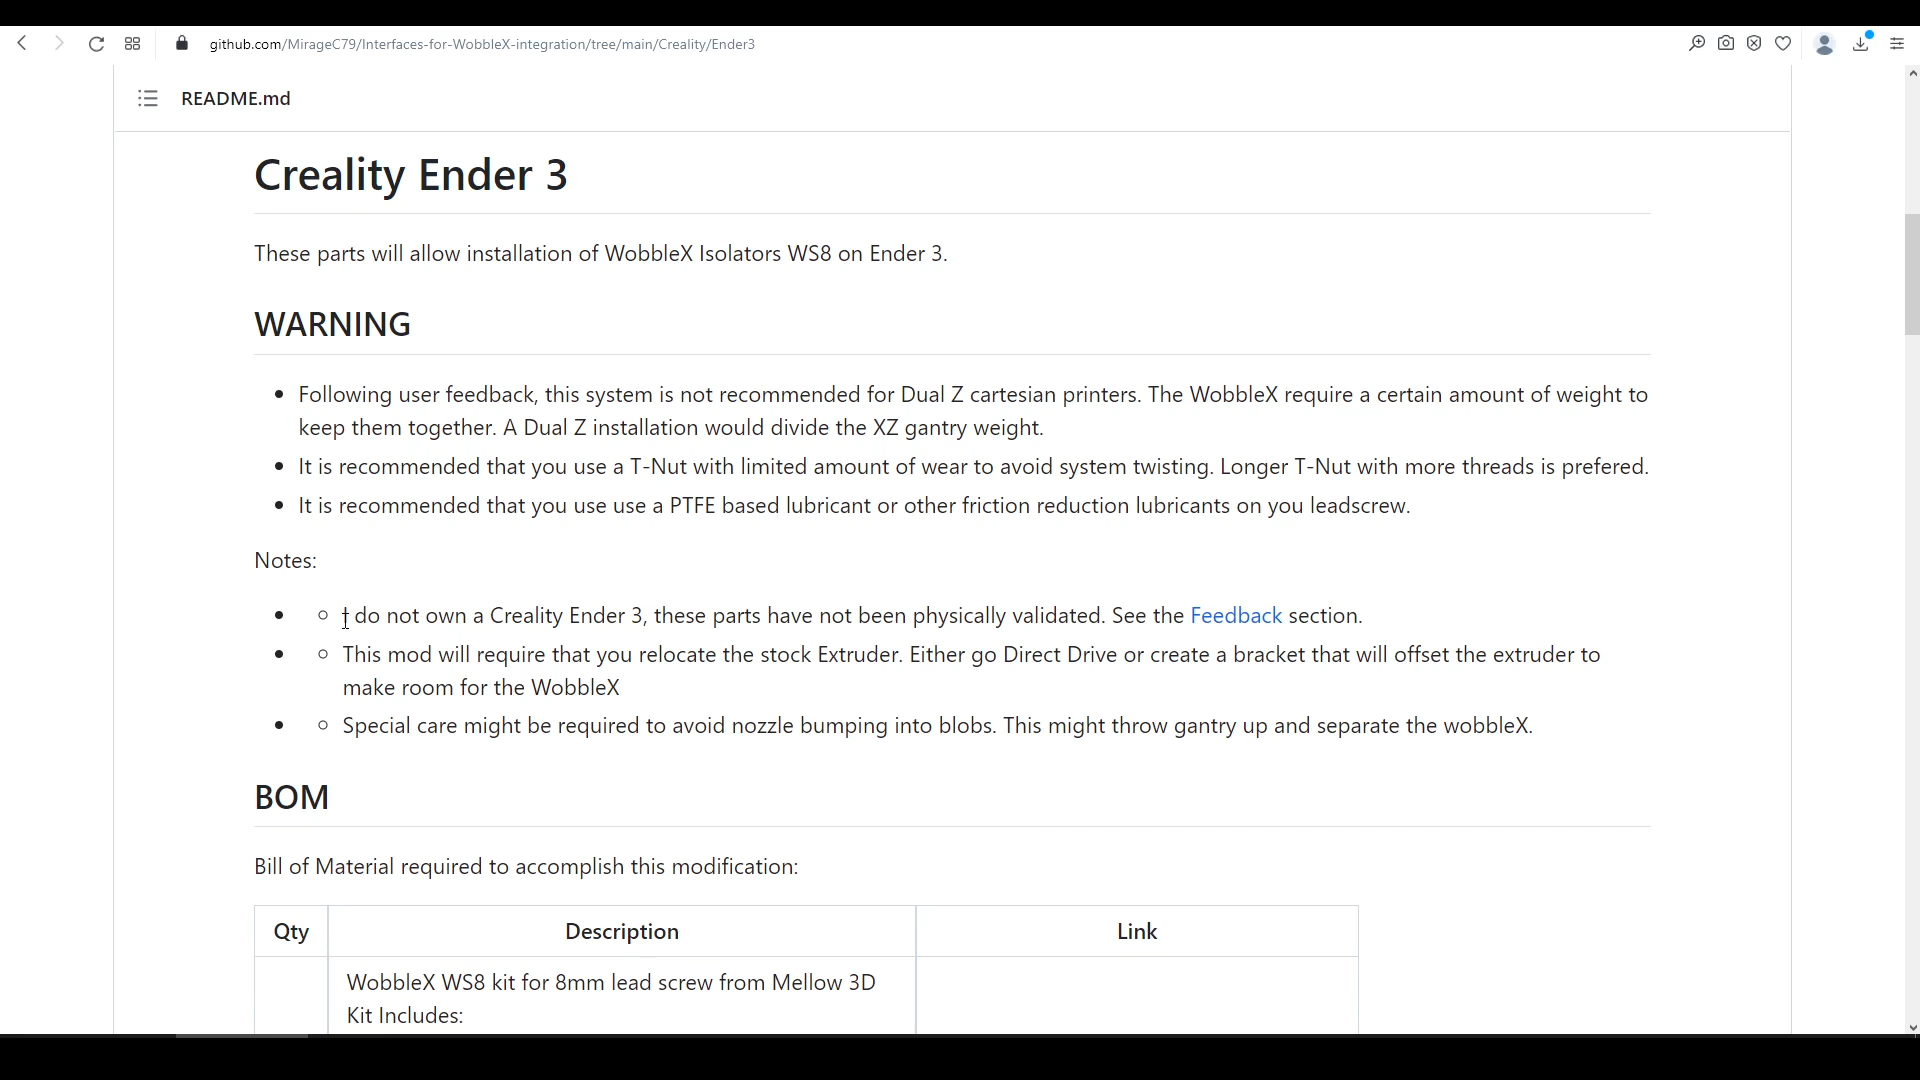 github.com/MirageC79/Interfaces-for-WobbleX-integration/tree/main/Creality/Ender3
README.md
Creality Ender 3
These parts will allow installation of WobbleX Isolators WS8 on Ender 3.
WARNING
Following user feedback, this system is not recommended for Dual Z cartesian printers. The WobbleX require a certain amount of weight to
keep them together. A Dual Z installation would divide the XZ gantry weight.
It is recommended that you use a T-Nut with limited amount of wear to avoid system twisting. Longer T-Nut with more threads is prefered.
It is recommended that you use use a PTFE based lubricant or other friction reduction lubricants on you leadscrew.
Notes:
I do not own a Creality Ender 3, these parts have not been physically validated. See the Feedback section.
This mod will require that you relocate the stock Extruder. Either go Direct Drive or create a bracket that will offset the extruder to
make room for the WobbleX
Special care might be required to avoid nozzle bumping into blobs. This might throw gantry up and separate the wobbleX.
BOM
Bill of Material required to accomplish this modification:
Qty Description Link
WobbleX WS8 kit for 8mm lead screw from Mellow 3D
Kit Includes: